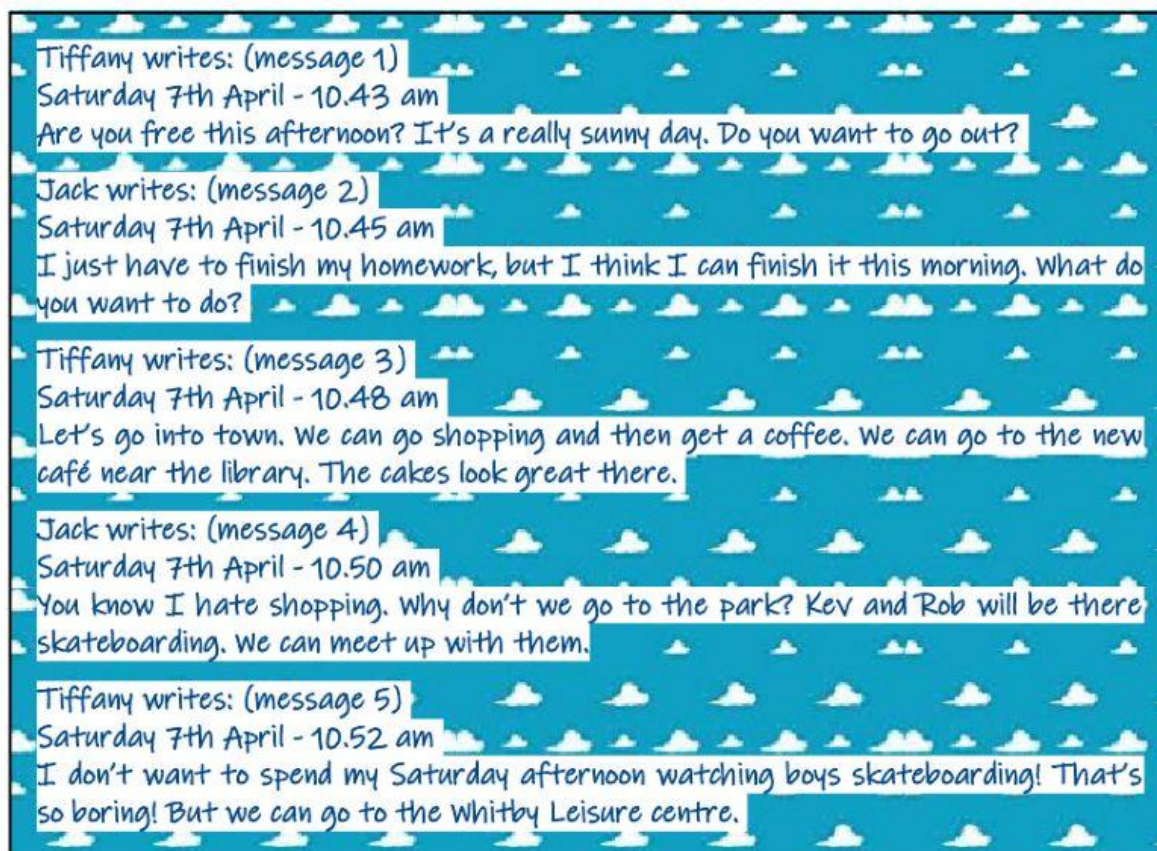 Tiffany writes: (message 1)
Saturday 7th April - 10.43 am
Are you free this afternoon? It's a really sunny day. Do you want to go out?
Jack writes: (message 2)
Saturday 7th April - 10.45 am
I just have to finish my homework, but I think I can finish it this morning. What do
you want to do?
Tiffany writes: (message 3)
Saturday 7th April - 10.48 am
Let's go into town. We can go shopping and then get a coffee. We can go to the new
café near the library. The cakes look great there.
Jack writes: (message 4)
Saturday 7th April - 10.50 am
You know I hate shopping. Why don't we go to the park? Kev and Rob will be there
skateboarding. We can meet up with them.
Tiffany writes: (message 5)
Saturday 7th April - 10.52 am
I don't want to spend my Saturday afternoon watching boys skateboarding! That's
so boring! But we can go to the Whitby Leisure centre.